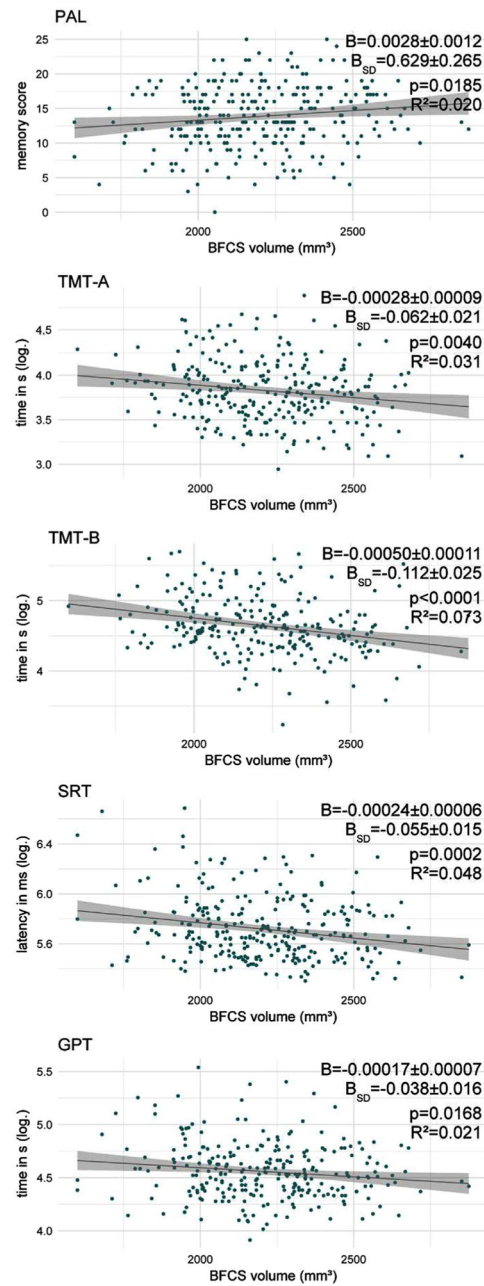 PAL
B=0.0028±0.0012
B_SD=0.629±0.265
p=0.0185
R²=0.020
memory score
25
20
15
10
5
0
2000 2500
BFCS volume (mm³)
TMT-A
B=-0.00028±0.00009
B_SD=-0.062±0.021
p=0.0040
R²=0.031
time in s (log.)
4.5
4.0
3.5
3.0
2000 2500
BFCS volume (mm³)
TMT-B
B=-0.00050±0.00011
B_SD=-0.112±0.025
p<0.0001
R²=0.073
time in s (log.)
5
4
2000 2500
BFCS volume (mm³)
SRT
B=-0.00024±0.00006
B_SD=-0.055±0.015
p=0.0002
R²=0.048
latency in ms (log.)
6.4
6.0
5.6
2000 2500
BFCS volume (mm³)
GPT
B=-0.00017±0.00007
B_SD=-0.038±0.016
p=0.0168
R²=0.021
time in s (log.)
5.5
5.0
4.5
4.0
2000 2500
BFCS volume (mm³)